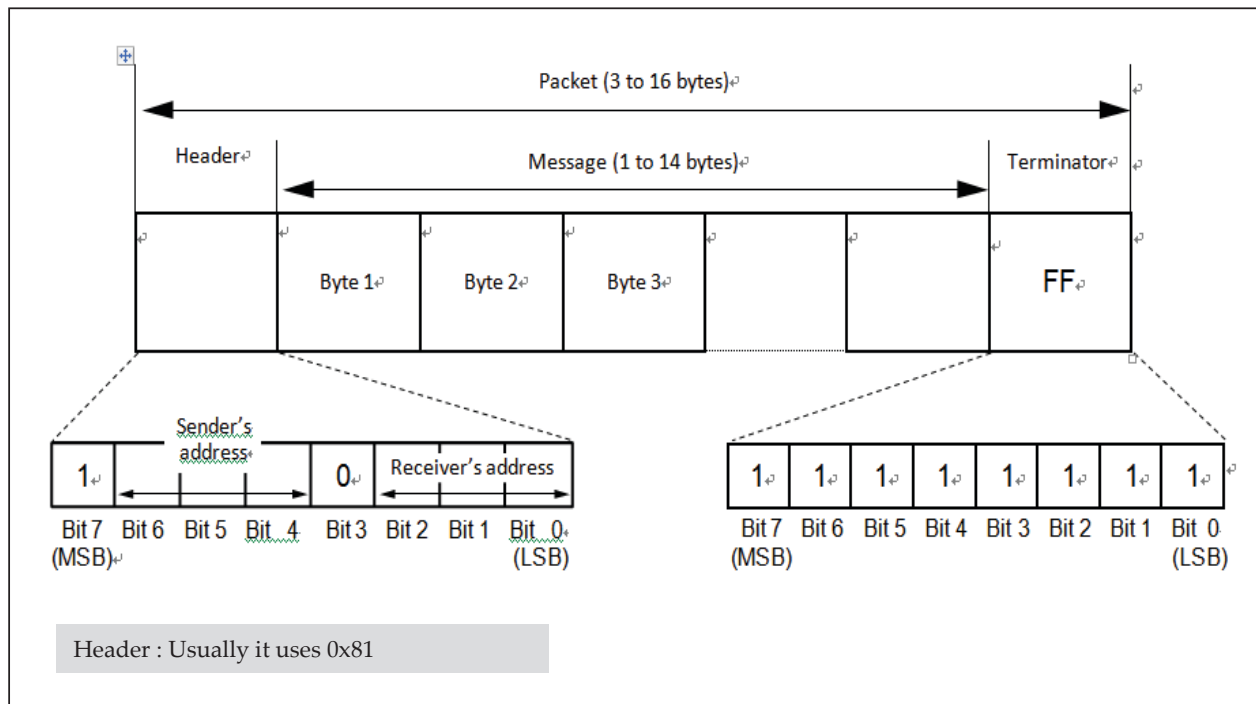 Packet (3 to 16 bytes)↵
Header↵ Message (1 to 14 bytes)↵ Terminator↵
Byte 1↵ Byte 2↵ Byte 3↵ FF↵
Sender's
address↵
1↵ 0↵ Receiver's address
Bit 7 Bit 6 Bit 5 Bit 4 Bit 3 Bit 2 Bit 1 Bit 0↵
(MSB)↵ (LSB)
1↵ 1↵ 1↵ 1↵ 1↵ 1↵ 1↵ 1↵
Bit 7 Bit 6 Bit 5 Bit 4 Bit 3 Bit 2 Bit 1 Bit 0
(MSB) (LSB)
Header : Usually it uses 0x81